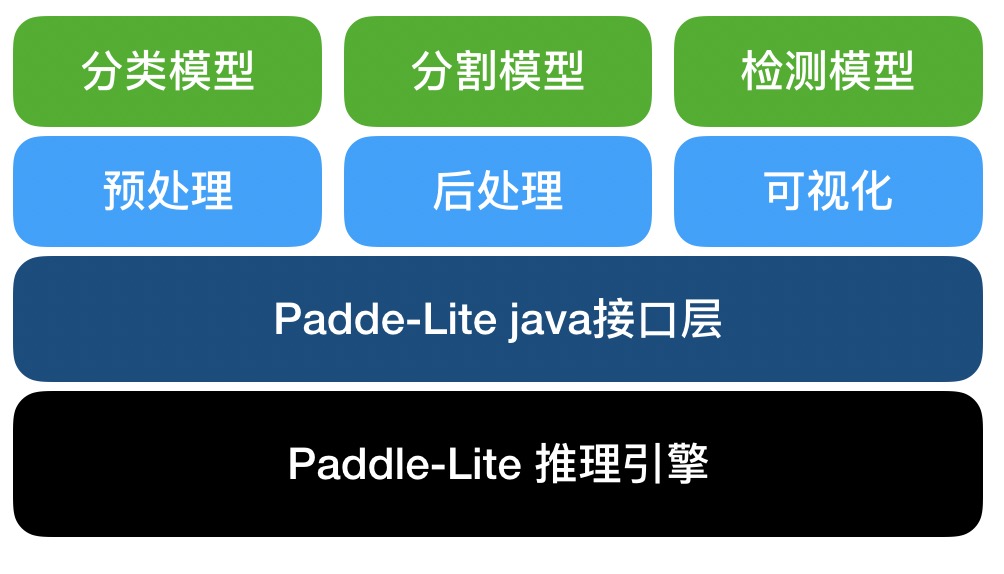 分类模型
分割模型
检测模型
预处理
后处理
可视化
Padde-Lite java接口层
Paddle-Lite 推理引擎